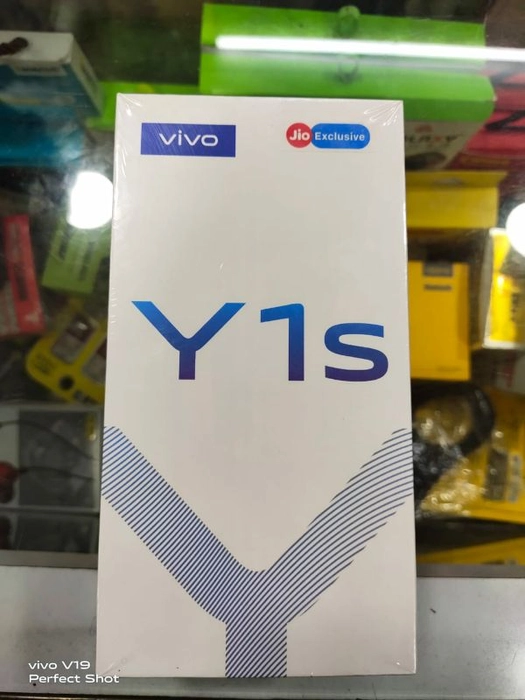 vivo
Jio Exclusive
Y1s
vivo V19
Perfect Shot